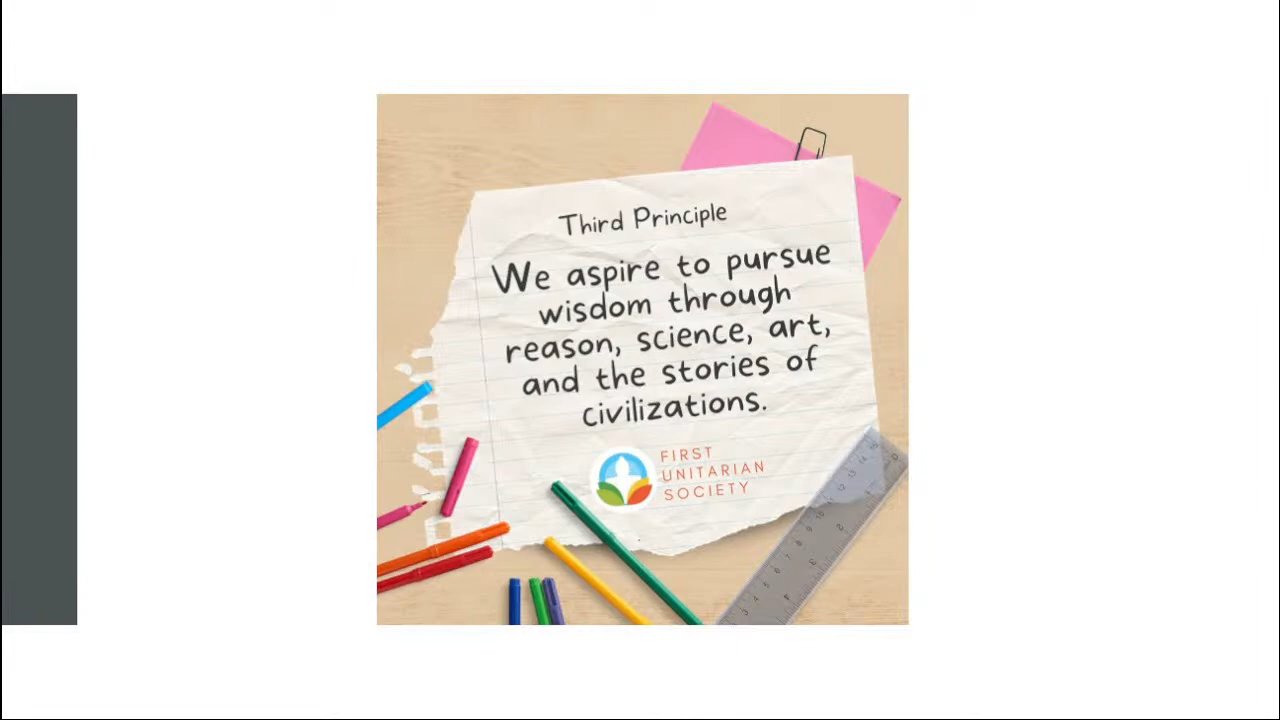 Third Principle
We aspire to pursue
wisdom through
reason, science, art,
and the stories of
civilizations.
FIRST
UNITARIAN
SOCIETY